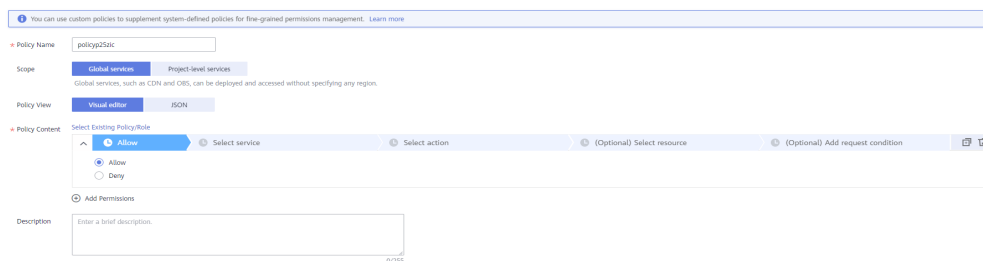 You can use custom policies to supplement system-defined policies for fine-grained permissions management. Learn more
* Policy Name policyp25zic
Scope Global services Project-level services
Global services, such as CDN and OBS, can be deployed and accessed without specifying any region.
Policy View Visual editor JSON
* Policy Content Select Existing Policy/Role
Allow Select service Select action (Optional) Select resource (Optional) Add request condition
Allow
Deny
Add Permissions
Description Enter a brief description.
0/255